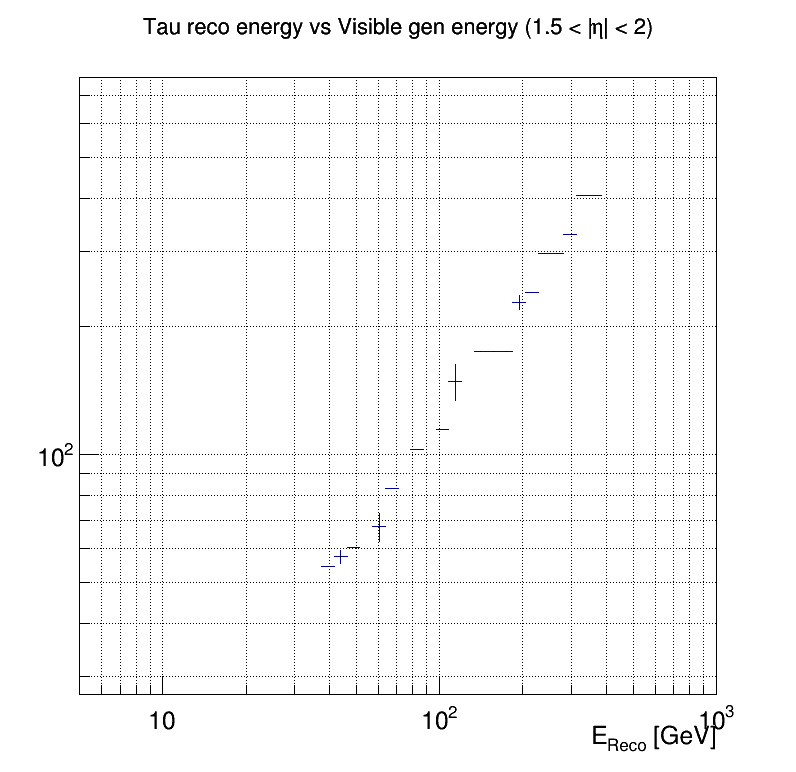 Tau reco energy vs Visible gen energy (1.5 < |η| < 2)
10²
10 10² 10³
E_Reco [GeV]